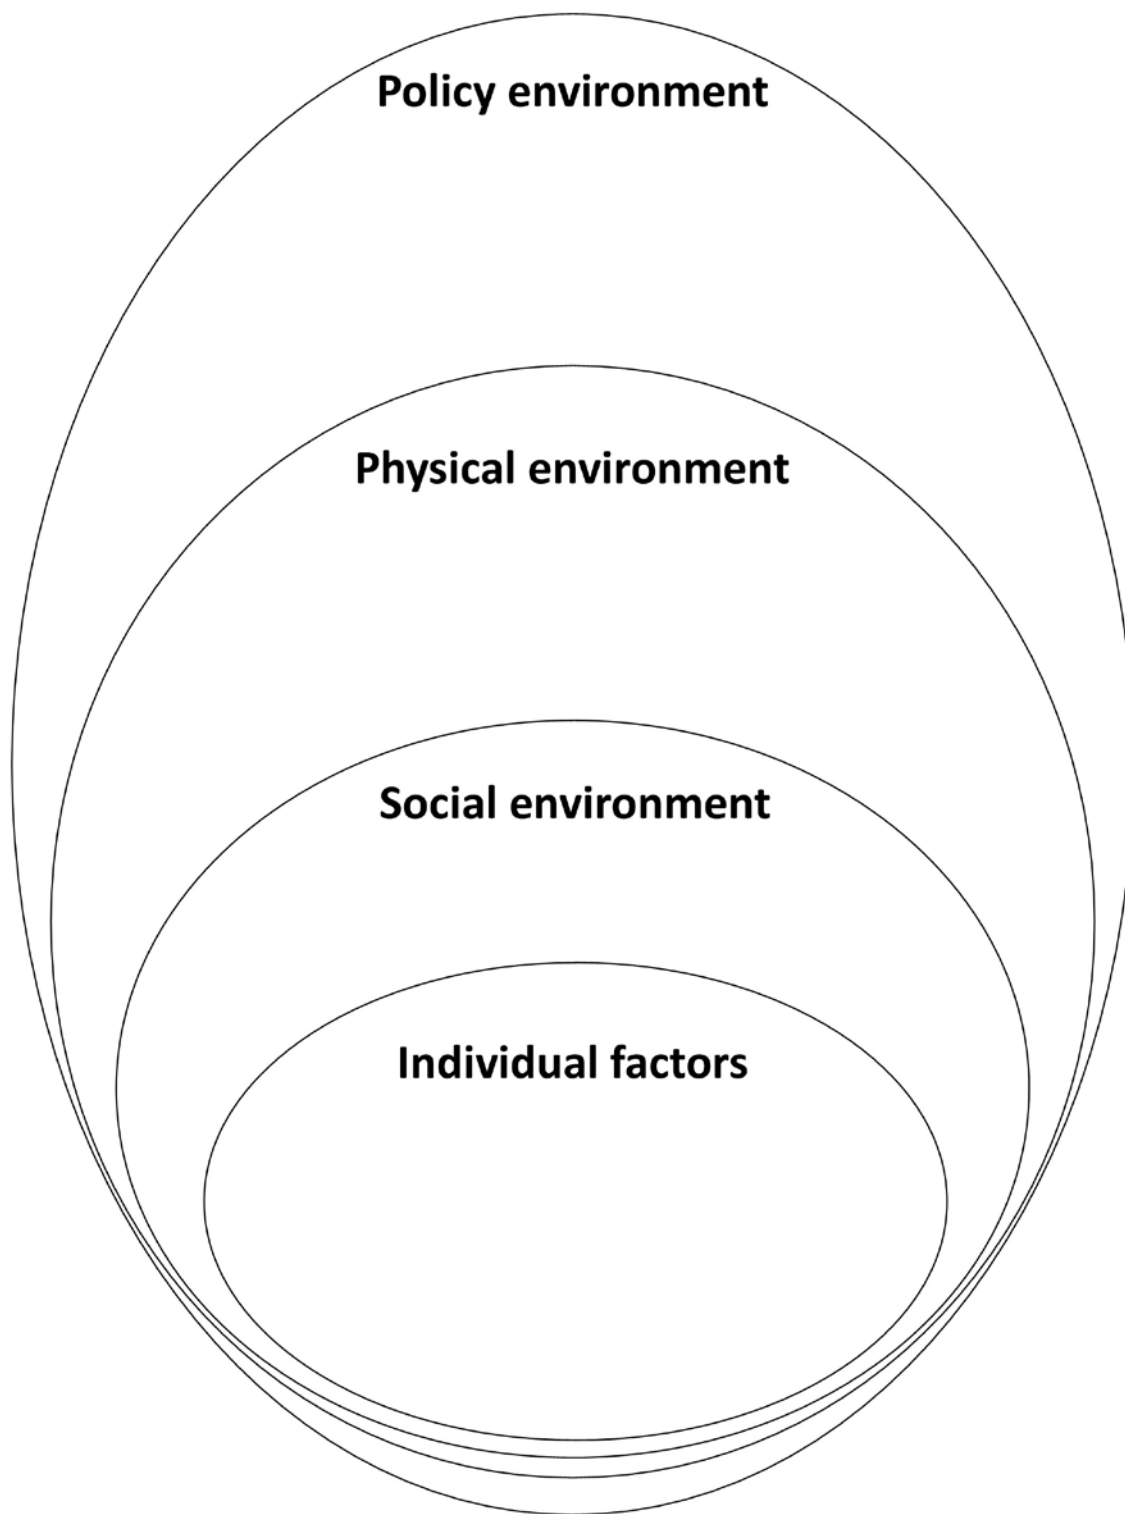 Policy environment
Physical environment
Social environment
Individual factors